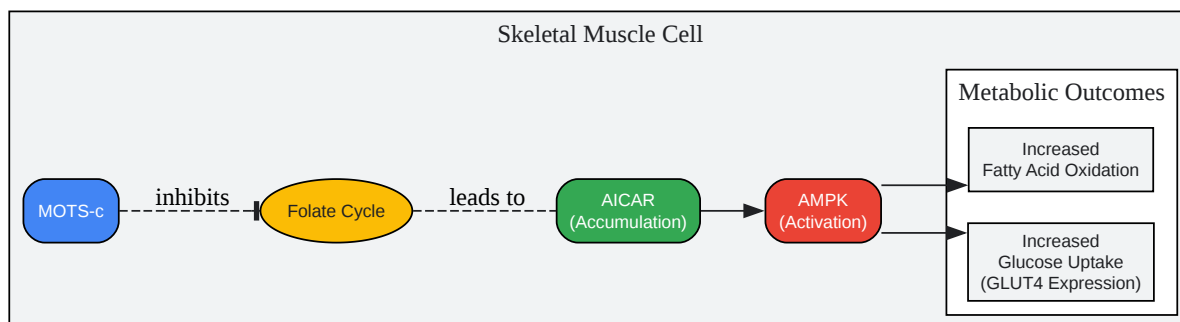 Skeletal Muscle Cell
Metabolic Outcomes
MOTS-c
inhibits
Folate Cycle
leads to
AICAR
(Accumulation)
AMPK
(Activation)
Increased
Fatty Acid Oxidation
Increased
Glucose Uptake
(GLUT4 Expression)